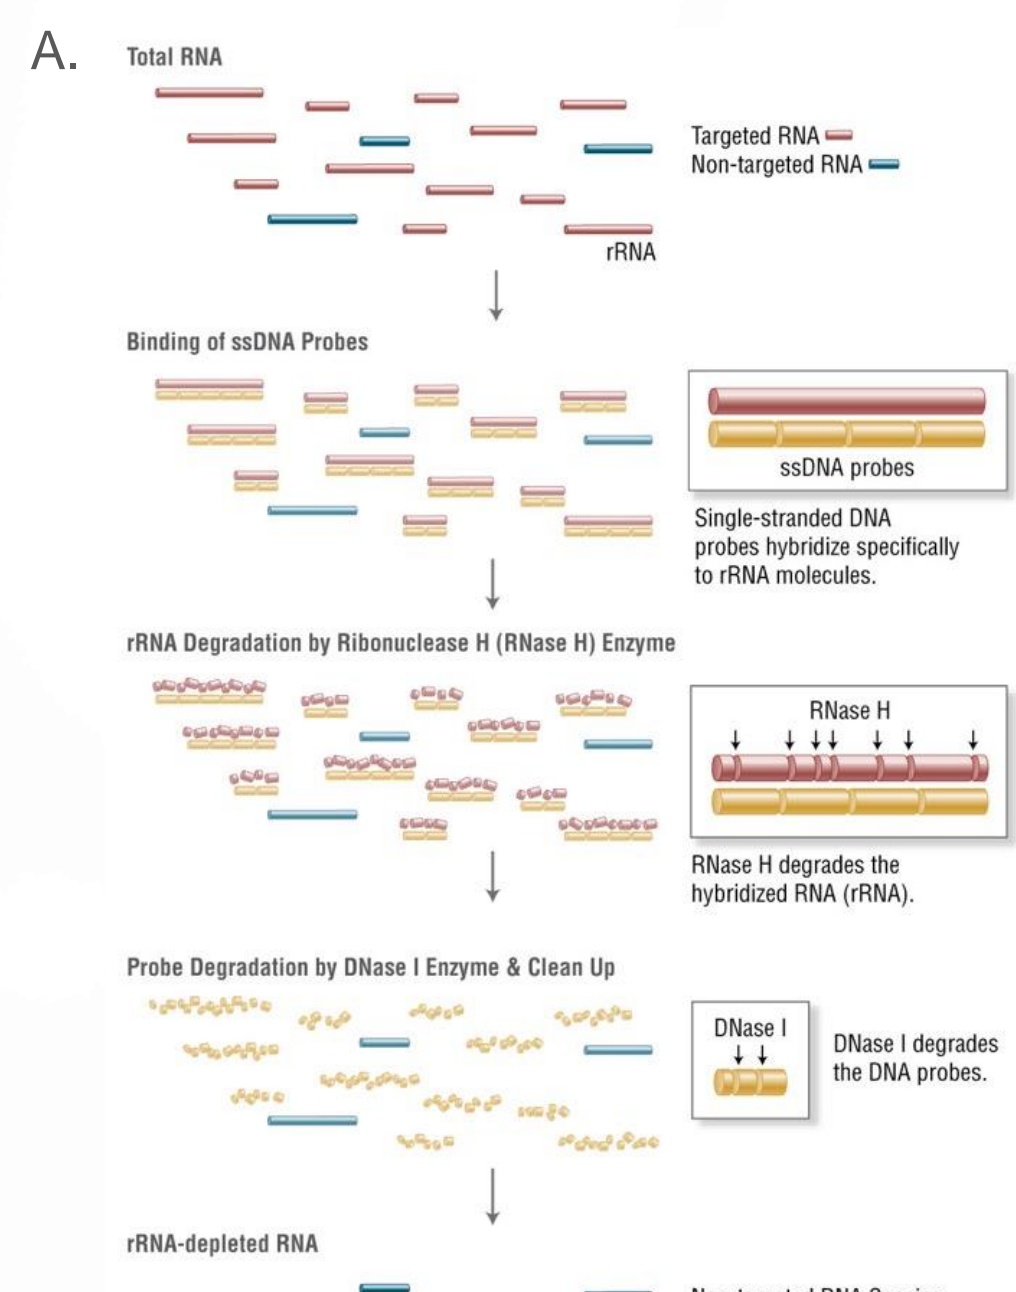 A.
Total RNA
Targeted RNA
Non-targeted RNA
rRNA
Binding of ssDNA Probes
ssDNA probes
Single-stranded DNA
probes hybridize specifically
to rRNA molecules.
rRNA Degradation by Ribonuclease H (RNase H) Enzyme
RNase H
RNase H degrades the
hybridized RNA (rRNA).
Probe Degradation by DNase I Enzyme & Clean Up
DNase I
DNase I degrades
the DNA probes.
rRNA-depleted RNA